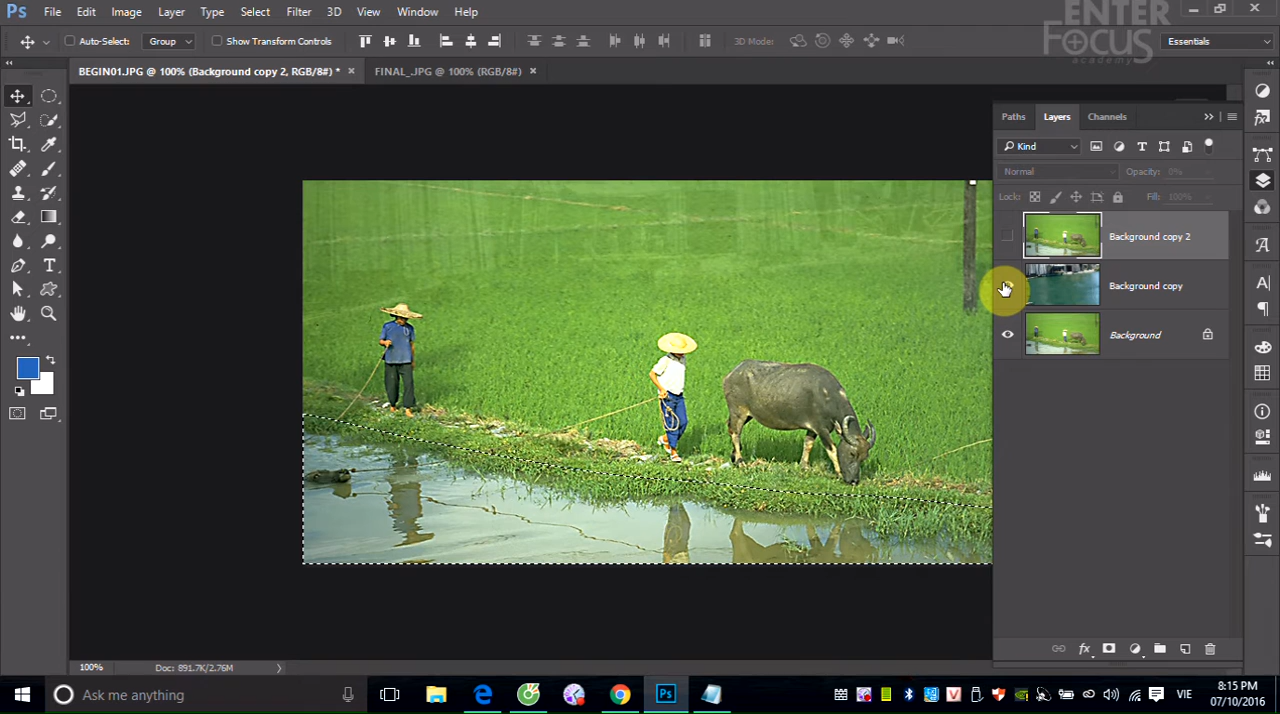 Ps File Edit Image Layer Type Select Filter 3D View Window Help
ENTER
FOCUS
academy
Auto-Select: Group Show Transform Controls 3D Mode: Essentials
BEGIN01.JPG @ 100% (Background copy 2, RGB/8#) * × FINAL_.JPG @ 100% (RGB/8#) ×
Paths Layers Channels
Kind
Normal Opacity: 0%
Lock: Fill: 100%
Background copy 2
Background copy
Background
100% Doc: 891.7K/2.76M
Ask me anything
VIE
8:15 PM
07/10/2016